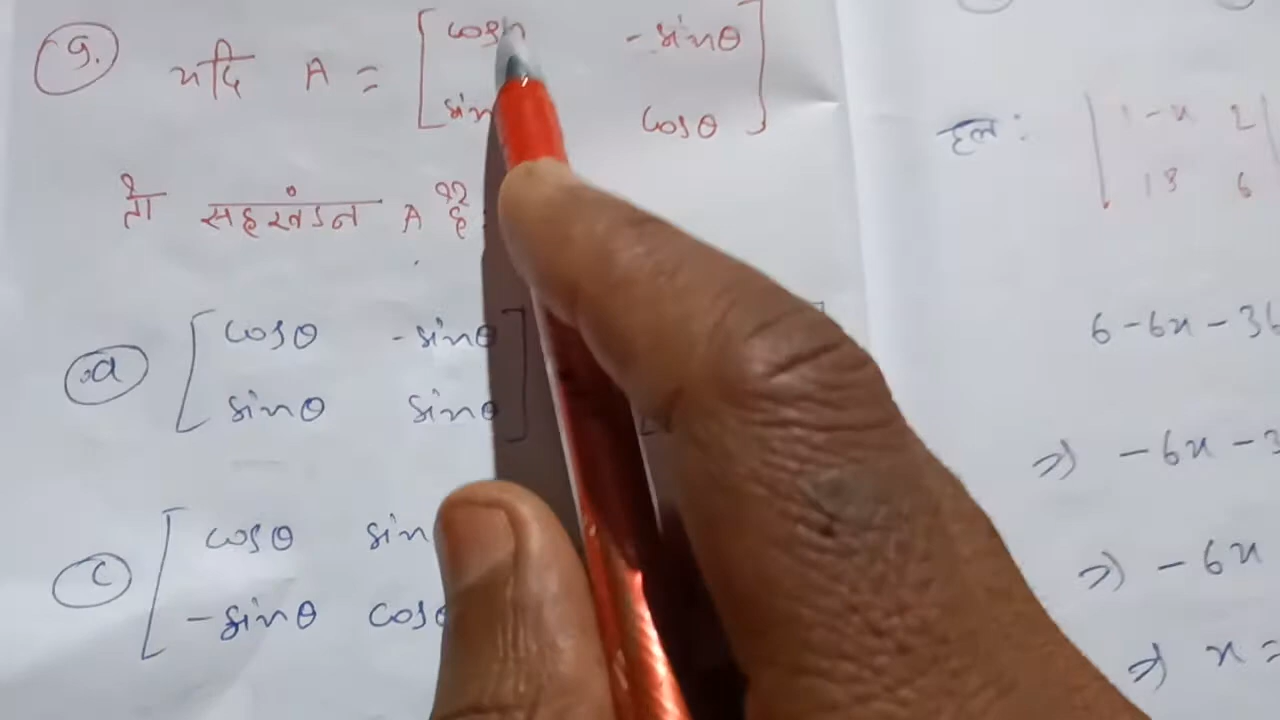 9. यदि A = [ cos -sinθ
sin cosθ ]
तो सहखंडन A है
a [ cosθ -sinθ
sinθ sinθ ]
c [ cosθ sin
-sinθ cosθ
हल: | 1-x 2 |
13 6
6-6x-36
⇒ -6x-3
⇒ -6x
⇒ x =